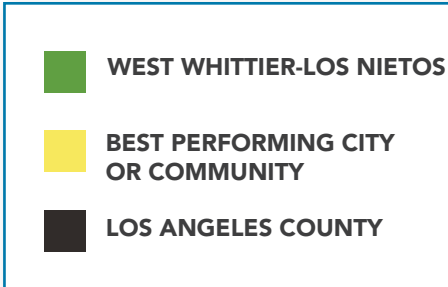 WEST WHITTIER-LOS NIETOS
BEST PERFORMING CITY
OR COMMUNITY
LOS ANGELES COUNTY